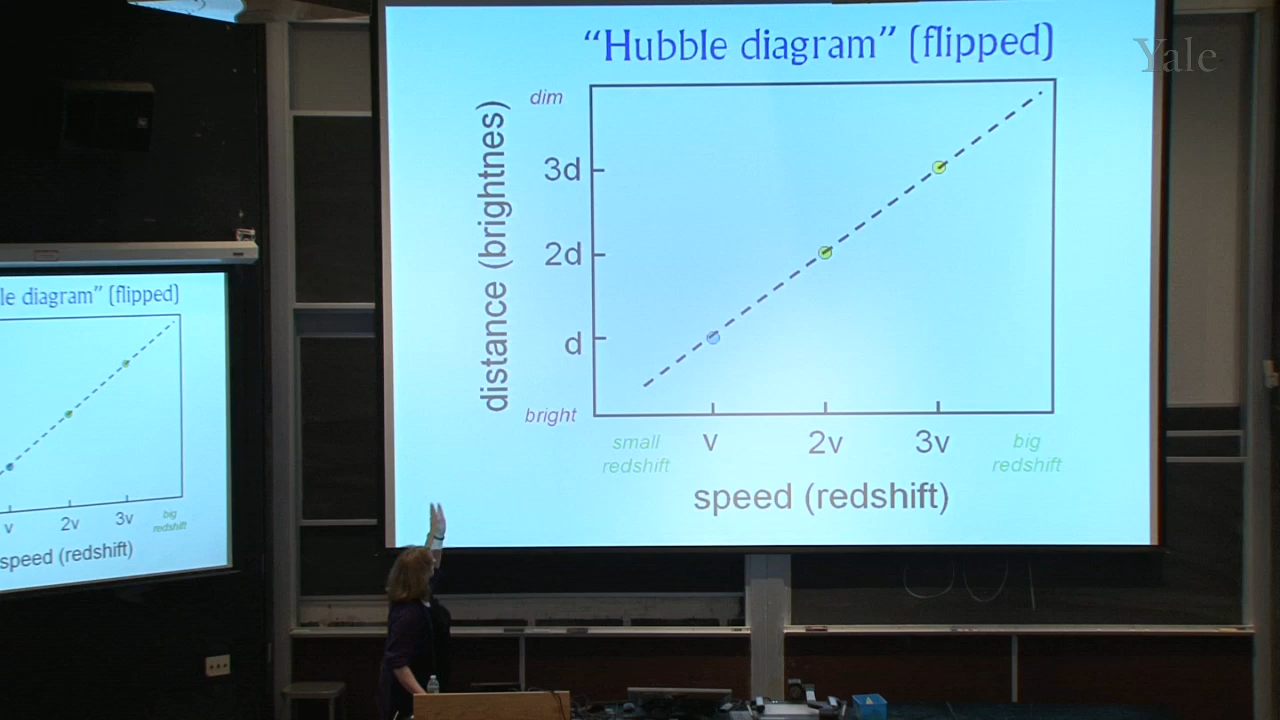 "Hubble diagram" (flipped)
Yale
dim
distance (brightnes)
3d
2d
d
bright
small
redshift
v
2v
3v
big
redshift
speed (redshift)
le diagram" (flipped)
v
2v
3v
big
redshift
speed (redshift)